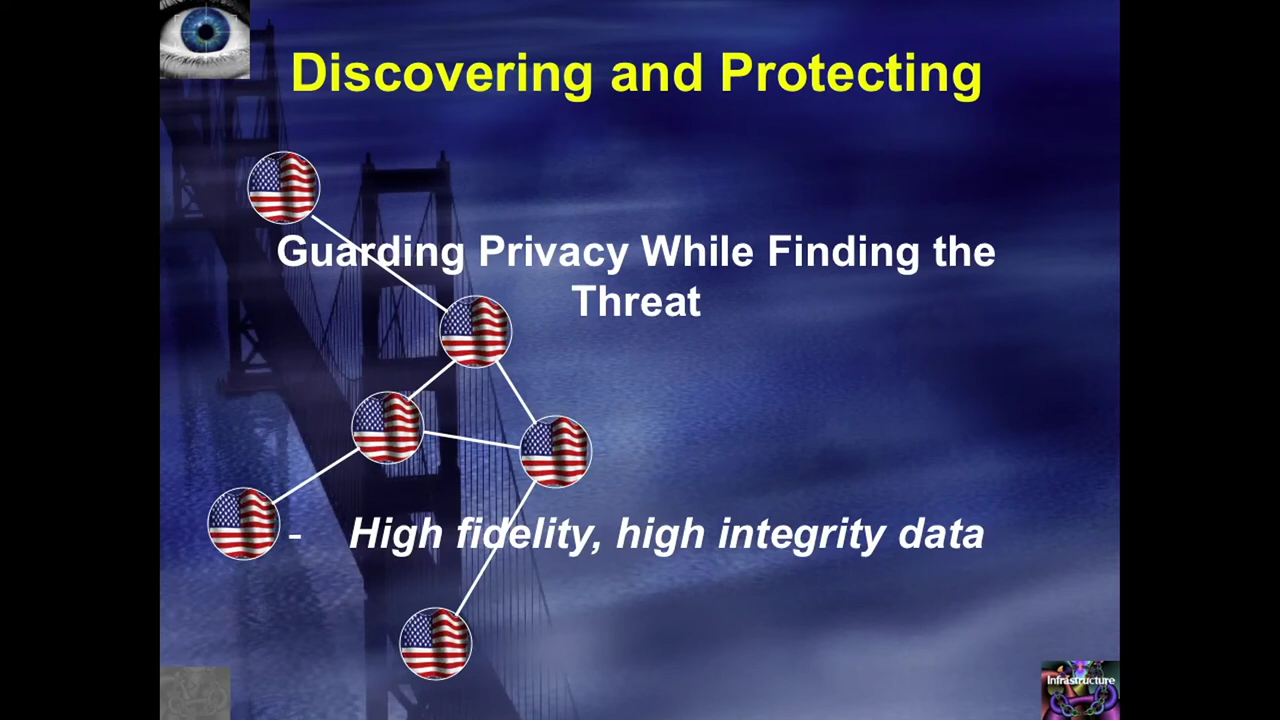 Discovering and Protecting
Guarding Privacy While Finding the
Threat
- High fidelity, high integrity data
Infrastructure